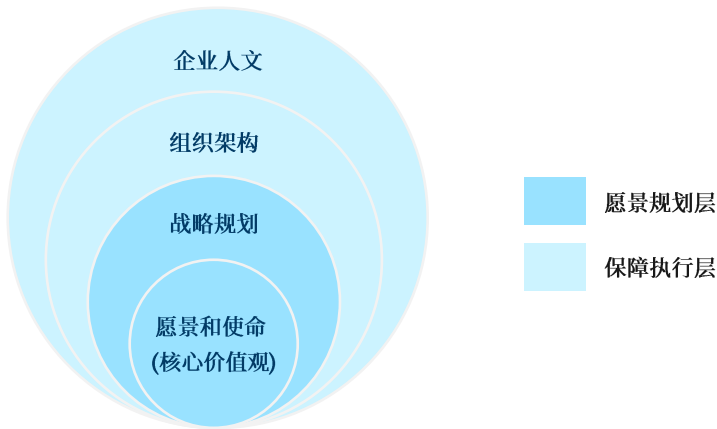 企业人文
组织架构
战略规划
愿景和使命
(核心价值观)
愿景规划层
保障执行层